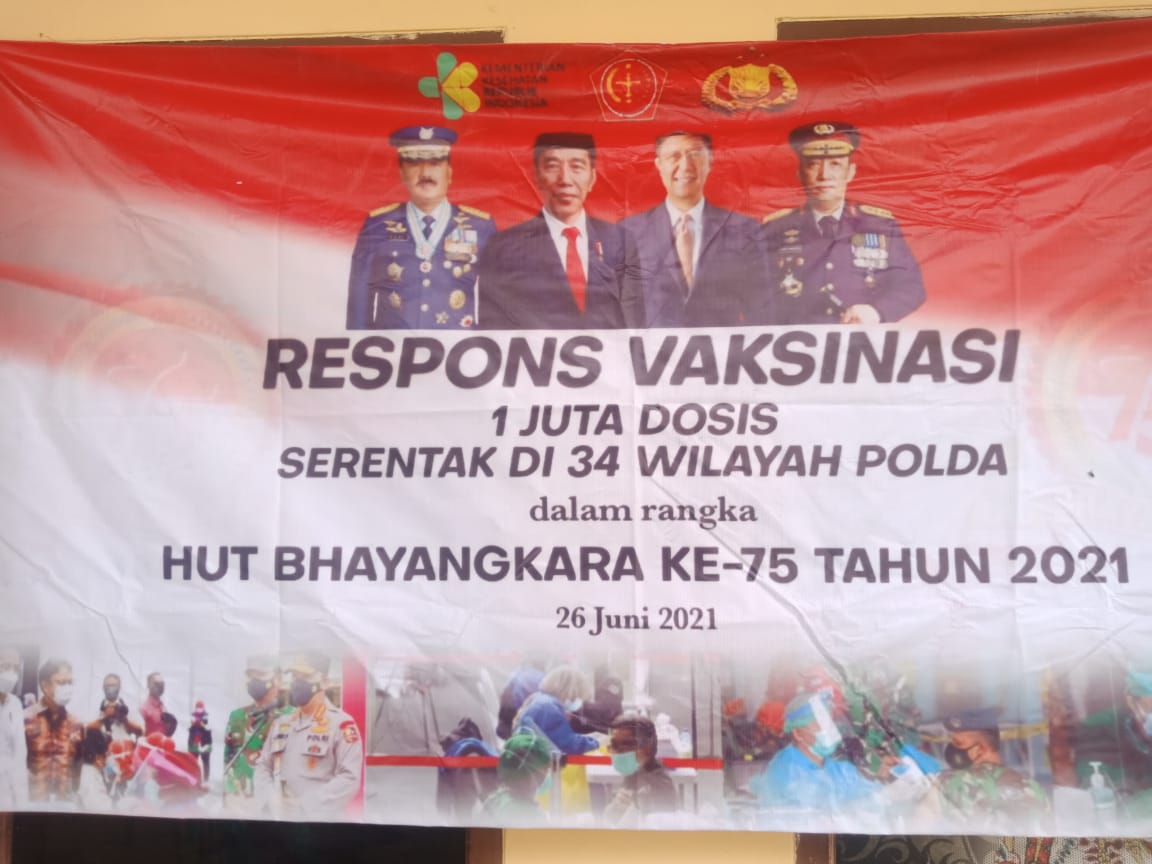 KEMENTERIAN
KESEHATAN
REPUBLIK
INDONESIA
RESPONS VAKSINASI
1 JUTA DOSIS
SERENTAK DI 34 WILAYAH POLDA
dalam rangka
HUT BHAYANGKARA KE-75 TAHUN 2021
26 Juni 2021
POLRI
75